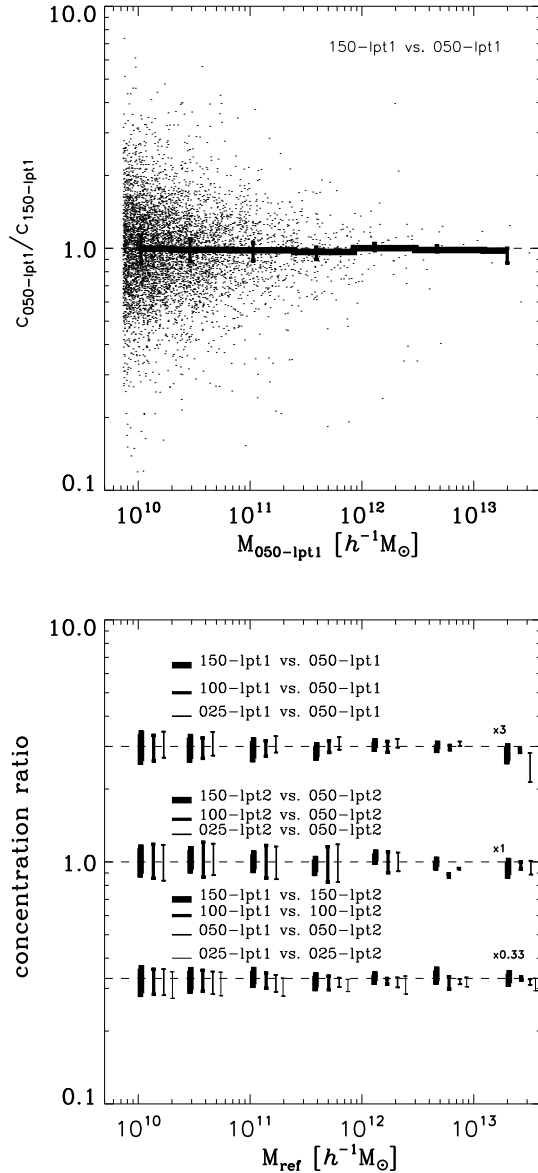 10.0
150-lpt1 vs. 050-lpt1
C050-lpt1/C150-lpt1
1.0
0.1
10^10 10^11 10^12 10^13
M050-lpt1 [h^-1M⊙]
10.0
150-lpt1 vs. 050-lpt1
100-lpt1 vs. 050-lpt1
025-lpt1 vs. 050-lpt1
x3
150-lpt2 vs. 050-lpt2
100-lpt2 vs. 050-lpt2
025-lpt2 vs. 050-lpt2
concentration ratio
1.0
x1
150-lpt1 vs. 150-lpt2
100-lpt1 vs. 100-lpt2
050-lpt1 vs. 050-lpt2
025-lpt1 vs. 025-lpt2
x0.33
0.1
10^10 10^11 10^12 10^13
Mref [h^-1M⊙]